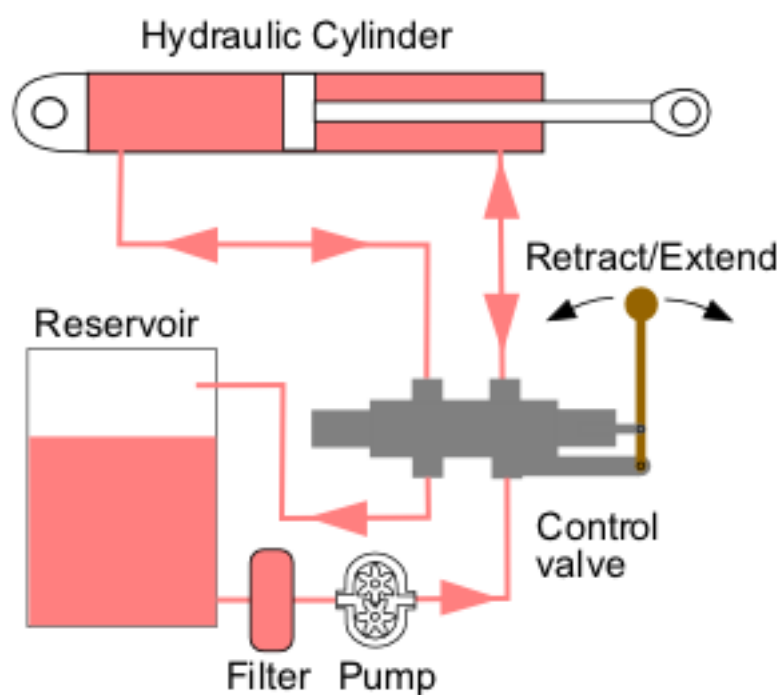 Hydraulic Cylinder
Retract/Extend
Reservoir
Control
valve
Filter
Pump